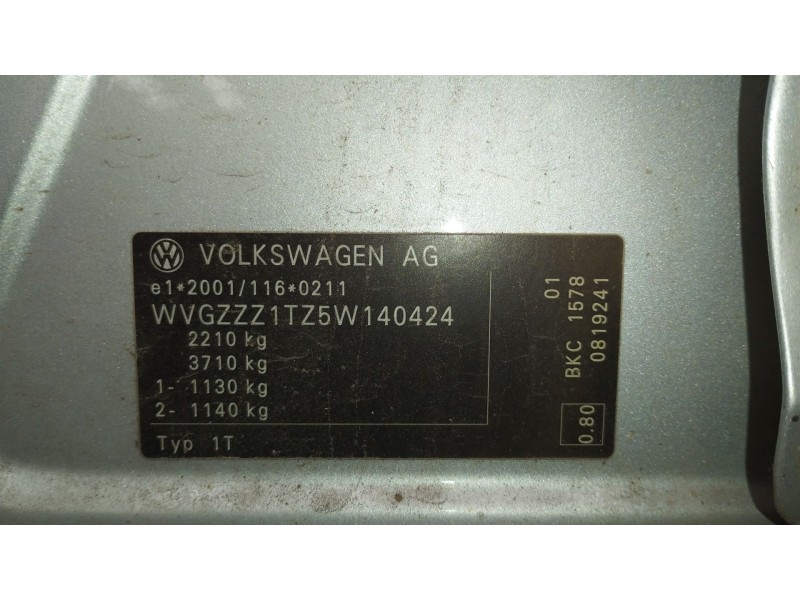 VOLKSWAGEN AG
e1*2001/116*0211
WVGZZZ1TZ5W140424
2210 kg
3710 kg
1- 1130 kg
2- 1140 kg
Typ 1T
01
BKC 1578
0819241
0.80